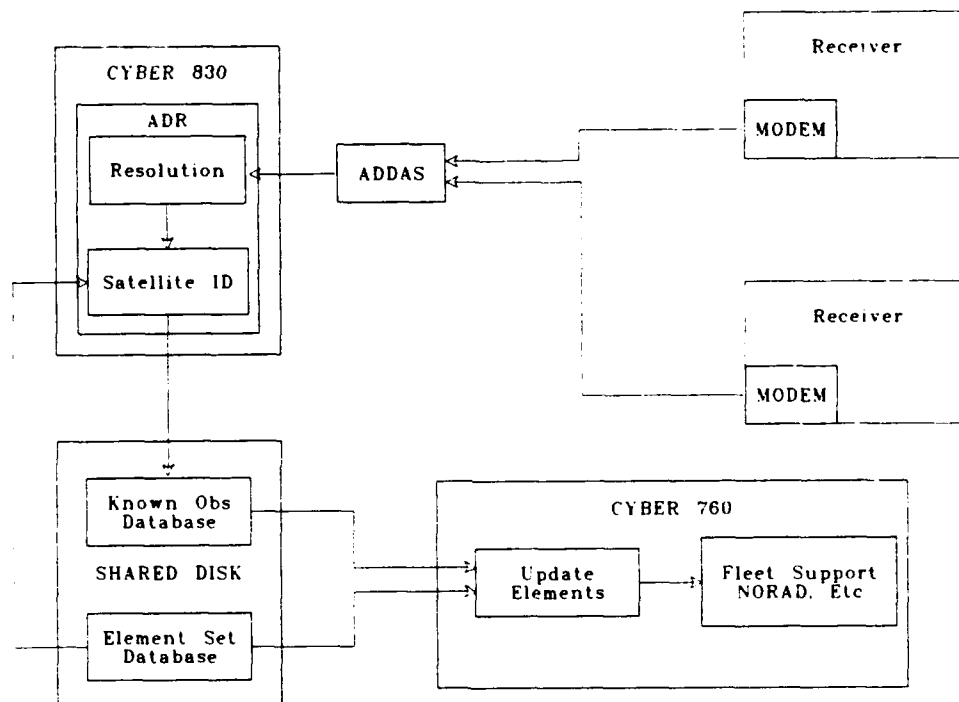 CYBER 830
ADR
Resolution
Satellite ID
ADDAS
Receiver
MODEM
Receiver
MODEM
Known Obs
Database
SHARED DISK
Element Set
Database
CYBER 760
Update
Elements
Fleet Support
NORAD, Etc